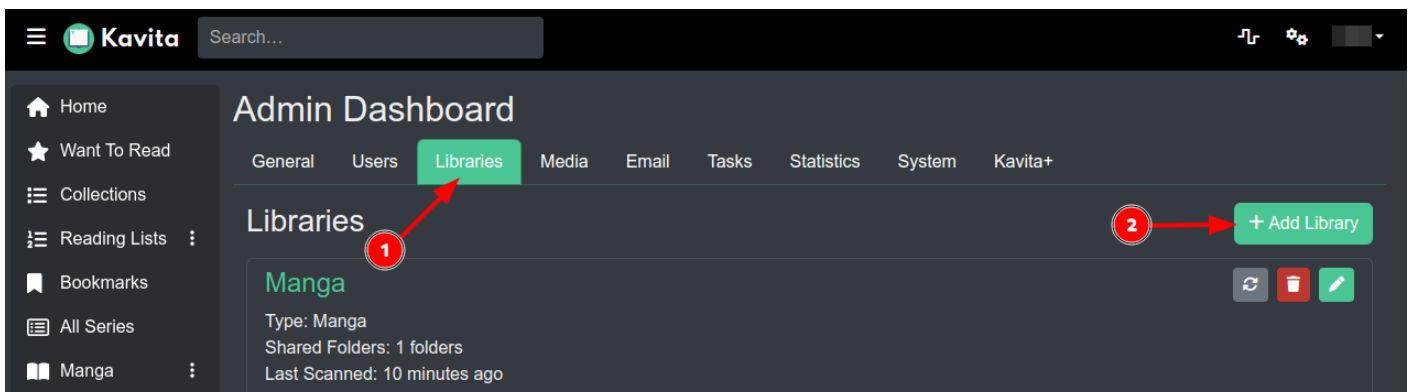 Kavita Search...
Home
Want To Read
Collections
Reading Lists
Bookmarks
All Series
Manga
Admin Dashboard
General Users Libraries Media Email Tasks Statistics System Kavita+
Libraries
1
2
+ Add Library
Manga
Type: Manga
Shared Folders: 1 folders
Last Scanned: 10 minutes ago